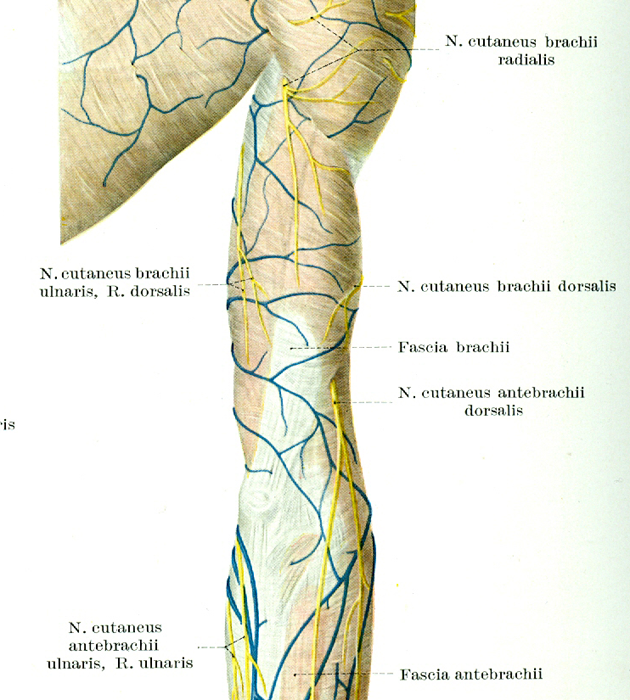 N. cutaneus brachii
radialis
N. cutaneus brachii
ulnaris, R. dorsalis
N. cutaneus brachii dorsalis
Fascia brachii
N. cutaneus antebrachii
dorsalis
ris
N. cutaneus
antebrachii
ulnaris, R. ulnaris
Fascia antebrachii